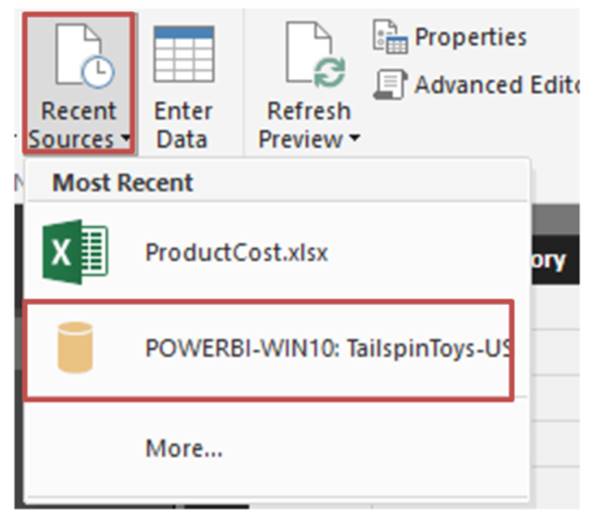 Properties
Advanced Edito
Recent Sources
Enter Data
Refresh Preview
Most Recent
ProductCost.xlsx
ory
POWERBI-WIN10: TailspinToys-US
More...